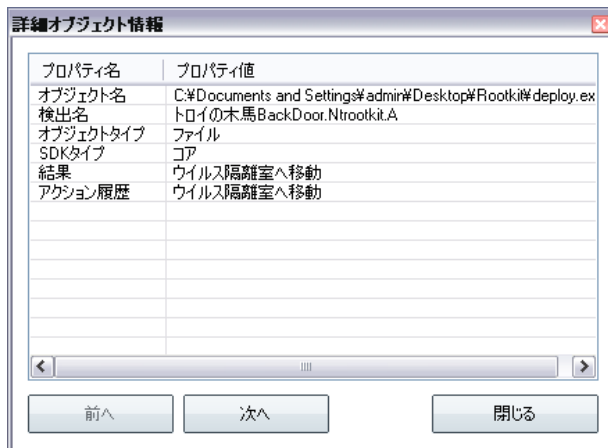 詳細オブジェクト情報
プロパティ名 プロパティ値
オブジェクト名 C:¥Documents and Settings¥admin¥Desktop¥Rootkit¥deploy.ex
検出名 トロイの木馬BackDoor.Ntrootkit.A
オブジェクトタイプ ファイル
SDKタイプ コア
結果 ウイルス隔離室へ移動
アクション履歴 ウイルス隔離室へ移動
前へ 次へ 閉じる